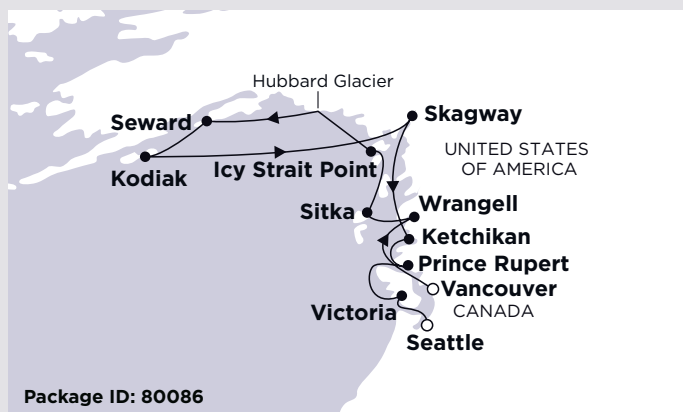 Hubbard Glacier
Skagway
Seward
UNITED STATES
OF AMERICA
Icy Strait Point
Kodiak
Wrangell
Sitka
Ketchikan
Prince Rupert
Vancouver
CANADA
Victoria
Seattle
Package ID: 80086